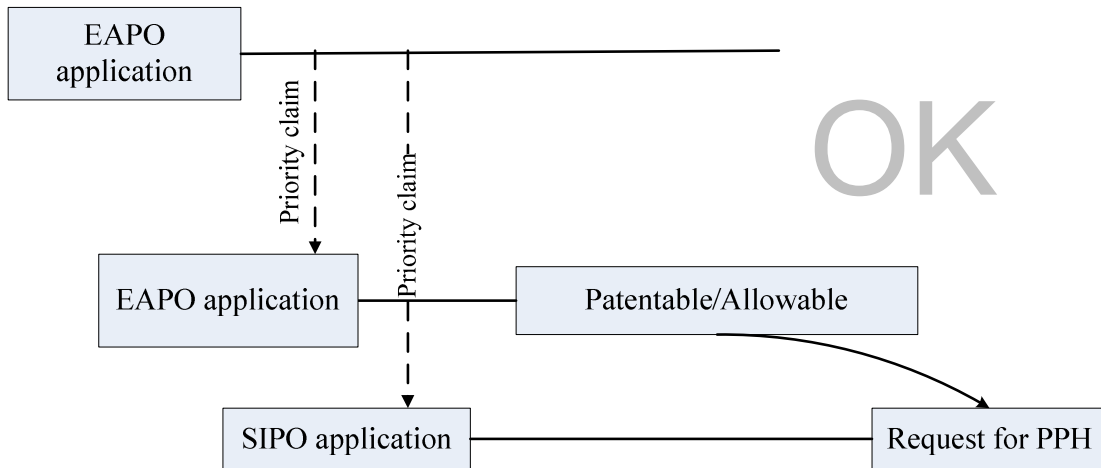 EAPO
application
Priority claim
Priority claim
OK
EAPO application
Patentable/Allowable
SIPO application
Request for PPH